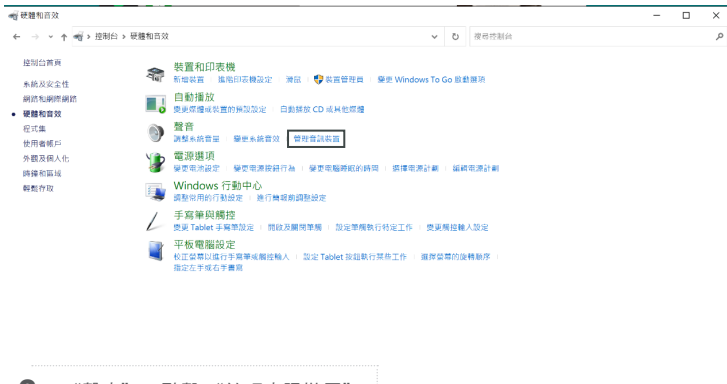 硬體和音效
控制台 › 硬體和音效
搜尋控制台
控制台首頁
系統及安全性
網路和網際網路
硬體和音效
程式集
使用者帳戶
外觀及個人化
時鐘和區域
輕鬆存取
裝置和印表機
新增裝置 進階印表機設定 滑鼠 裝置管理員 變更 Windows To Go 啟動選項
自動播放
變更媒體或裝置的預設設定 自動播放 CD 或其他媒體
聲音
調整系統音量 變更系統音效 管理音訊裝置
電源選項
變更電池設定 變更電源按鈕行為 變更電腦睡眠的時間 選擇電源計劃 編輯電源計劃
Windows 行動中心
調整常用的行動設定 進行簡報前調整設定
手寫筆與觸控
變更 Tablet 手寫筆設定 開啟及關閉筆觸 設定筆觸執行特定工作 變更觸控輸入設定
平板電腦設定
校正螢幕以進行手寫筆或觸控輸入 設定 Tablet 按鈕執行某些工作 選擇螢幕的旋轉順序
指定左手或右手書寫